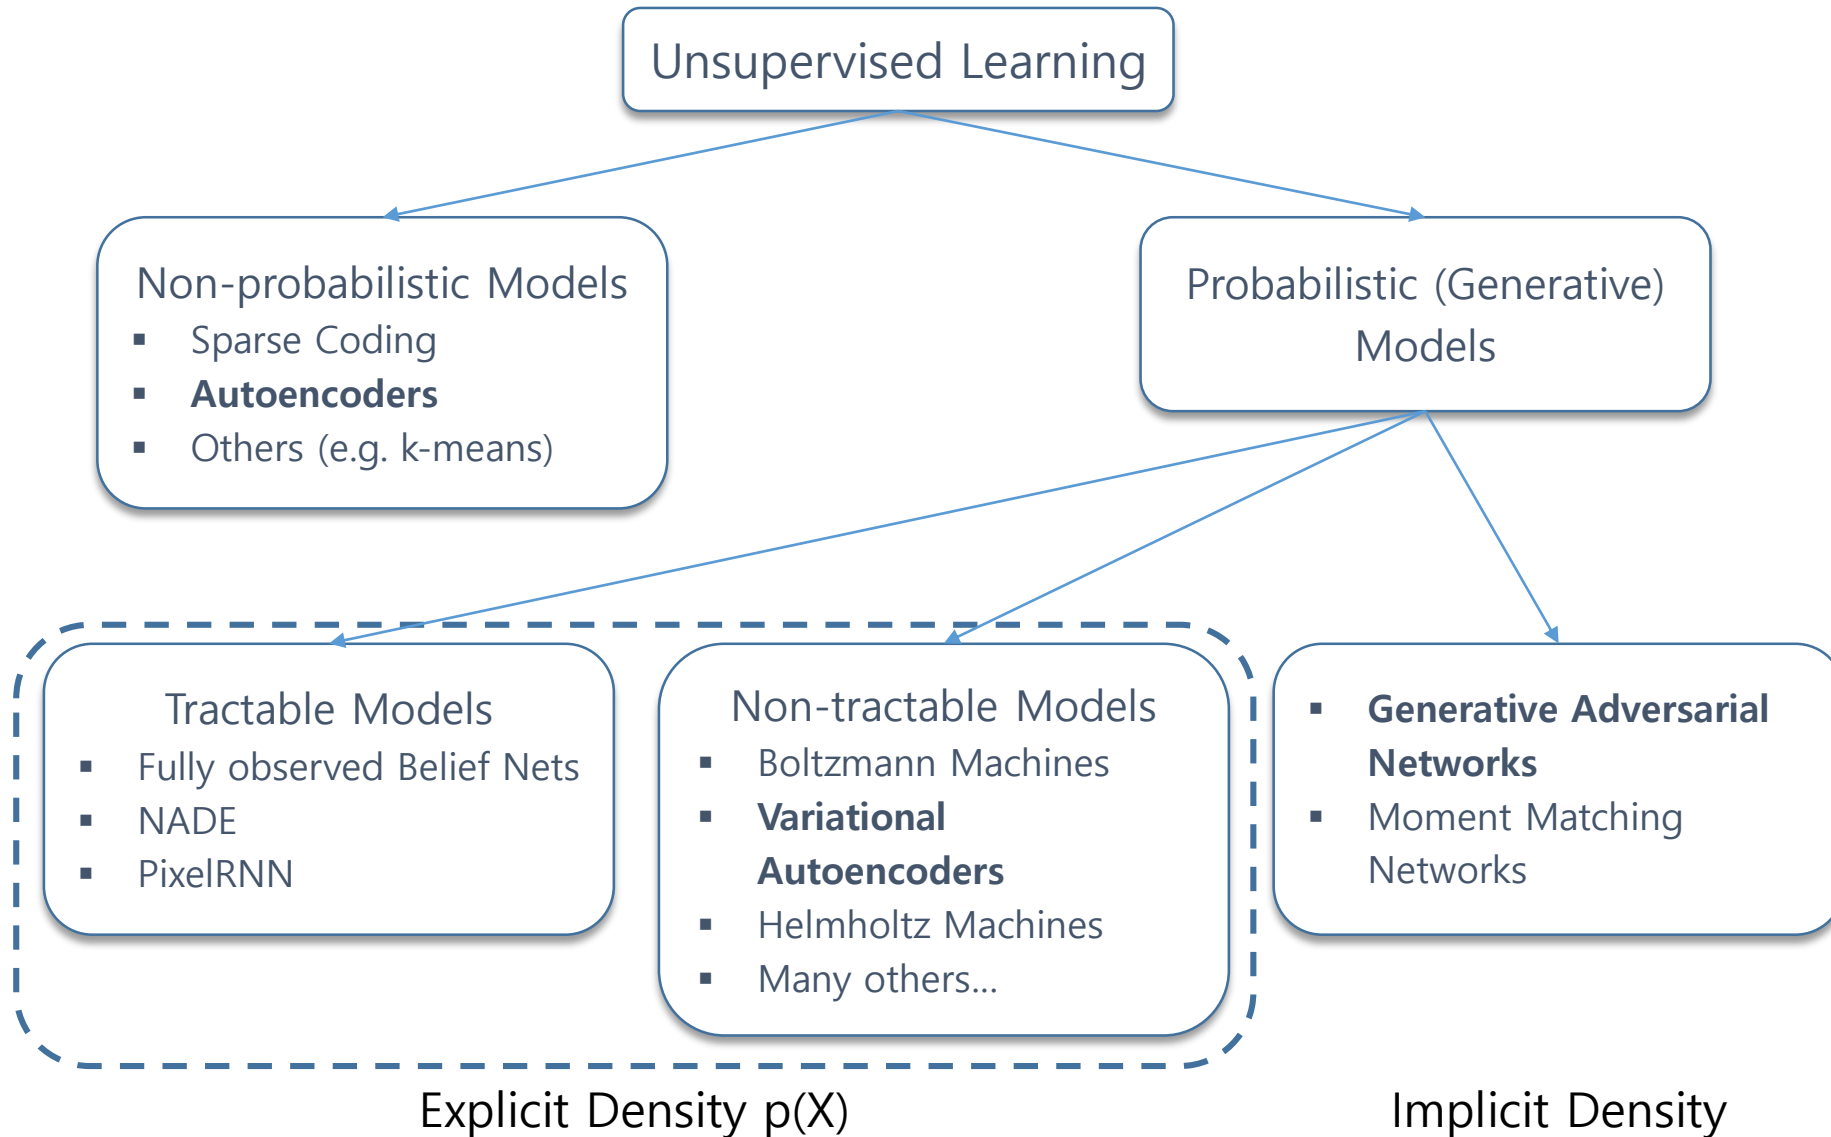 Unsupervised Learning
Non-probabilistic Models
▪ Sparse Coding
▪ Autoencoders
▪ Others (e.g. k-means)
Probabilistic (Generative)
Models
Tractable Models
▪ Fully observed Belief Nets
▪ NADE
▪ PixelRNN
Non-tractable Models
▪ Boltzmann Machines
▪ Variational
Autoencoders
▪ Helmholtz Machines
▪ Many others...
▪ Generative Adversarial
Networks
▪ Moment Matching
Networks
Explicit Density p(X)
Implicit Density